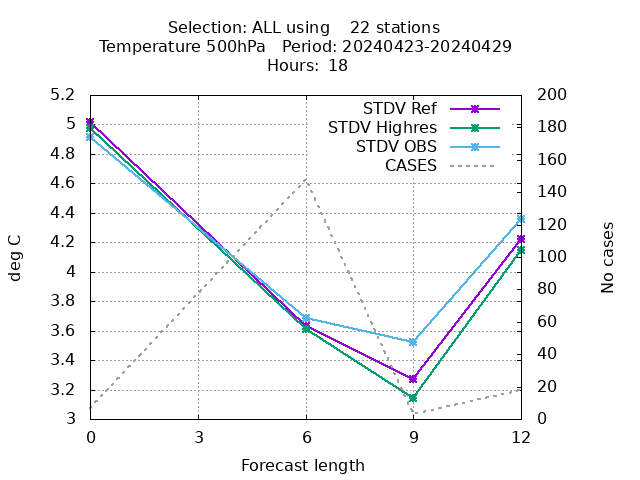 Selection: ALL using    22 stations
Temperature 500hPa   Period: 20240423-20240429
Hours: 18
5.2
5
4.8
4.6
4.4
4.2
4
3.8
3.6
3.4
3.2
3
200
180
160
140
120
100
80
60
40
20
0
STDV Ref
STDV Highres
STDV OBS
CASES
deg C
No cases
0 3 6 9 12
Forecast length